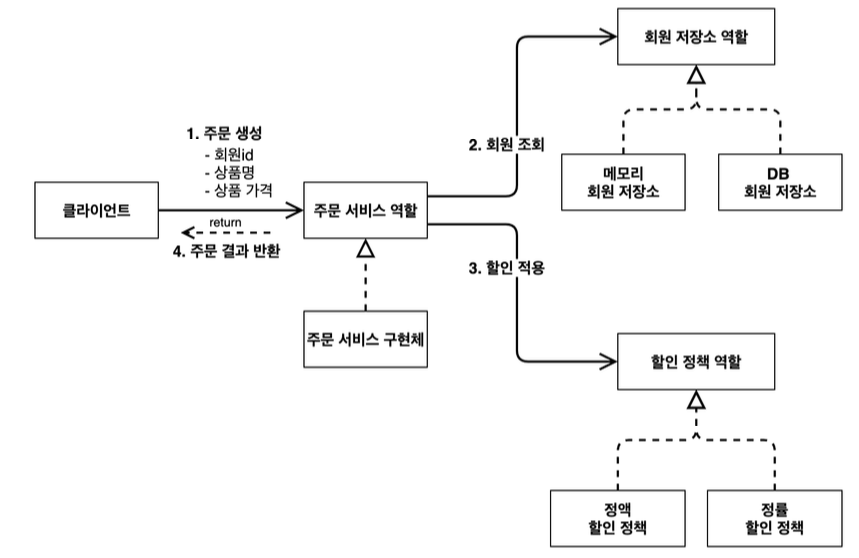 회원 저장소 역할
1. 주문 생성
- 회원id
- 상품명
- 상품 가격
2. 회원 조회
메모리
회원 저장소
DB
회원 저장소
클라이언트
주문 서비스 역할
return
4. 주문 결과 반환
3. 할인 적용
주문 서비스 구현체
할인 정책 역할
정액
할인 정책
정률
할인 정책